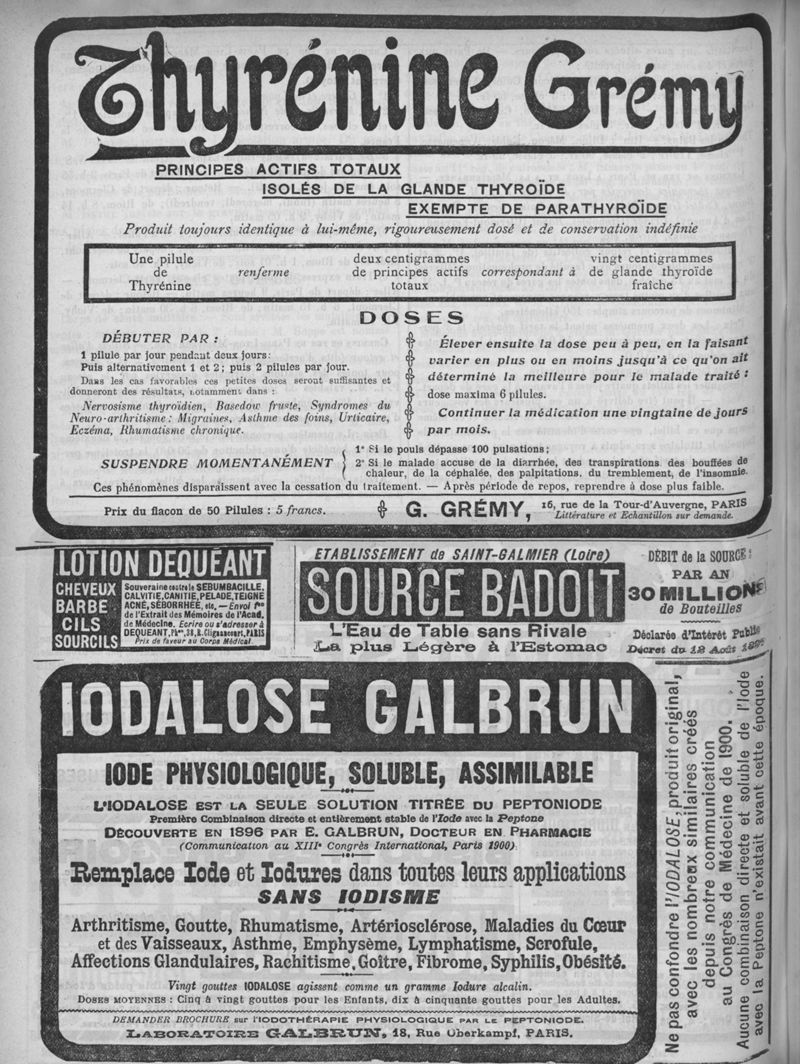 Thyrénine Grémy
PRINCIPES ACTIFS TOTAUX
ISOLÉS DE LA GLANDE THYROÏDE
EXEMPTE DE PARATHYROÏDE
Produit toujours identique à lui-même, rigoureusement dosé et de conservation indéfinie
Une pilule de Thyrénine renferme deux centigrammes de principes actifs totaux correspondant à vingt centigrammes de glande thyroïde fraîche
DOSES
DÉBUTER PAR :
1 pilule par jour pendant deux jours:
Puis alternativement 1 et 2; puis 2 pilules par jour.
Dans les cas favorables ces petites doses seront suffisantes et
donneront des résultats, notamment dans :
Nervosisme thyroïdien, Basedow fruste, Syndromes du
Neuro-arthritisme: Migraines, Asthme des foins, Urticaire,
Eczéma, Rhumatisme chronique.
Élever ensuite la dose peu à peu, en la faisant
varier en plus ou en moins jusqu'à ce qu'on ait
déterminé la meilleure pour le malade traité :
dose maxima 6 pilules.
Continuer la médication une vingtaine de jours
par mois.
SUSPENDRE MOMENTANÉMENT
1° Si le pouls dépasse 100 pulsations;
2° Si le malade accuse de la diarrhée, des transpirations des bouffées de
chaleur, de la céphalée, des palpitations, du tremblement, de l'insomnie.
Ces phénomènes disparaissent avec la cessation du traitement. — Après période de repos, reprendre à dose plus faible.
Prix du flacon de 50 Pilules : 5 francs.
G. GRÉMY, 16, rue de la Tour-d'Auvergne, PARIS
Littérature et Echantillon sur demande.
LOTION DEQUÉANT
CHEVEUX
BARBE
CILS
SOURCILS
Souveraine contre le SEBUMBACILLE,
CALVITIE, CANITIE, PELADE, TEIGNE
ACNÉ, SÉBORRHÉE, etc. — Envoi fco
de l'Extrait des Mémoires de l'Acad.
de Médecine. Ecrire ou s'adresser à
DEQUEANT, Phen, 38, R. Clignancourt, PARIS
Prix de faveur au Corps Médical.
ETABLISSEMENT de SAINT-GALMIER (Loire)
SOURCE BADOIT
L'Eau de Table sans Rivale
La plus Légère à l'Estomac
DÉBIT de la SOURCE:
PAR AN
30 MILLIONS
de Bouteilles
Déclarée d'Intérêt Public
Décret du 12 Août
IODALOSE GALBRUN
IODE PHYSIOLOGIQUE, SOLUBLE, ASSIMILABLE
L'IODALOSE EST LA SEULE SOLUTION TITRÉE DU PEPTONIODE
Première Combinaison directe et entièrement stable de l'Iode avec la Peptone
DÉCOUVERTE EN 1896 PAR E. GALBRUN, DOCTEUR EN PHARMACIE
(Communication au XIIIe Congrès International, Paris 1900).
Remplace Iode et Iodures dans toutes leurs applications
SANS IODISME
Arthritisme, Goutte, Rhumatisme, Artériosclérose, Maladies du Cœur
et des Vaisseaux, Asthme, Emphysème, Lymphatisme, Scrofule,
Affections Glandulaires, Rachitisme, Goître, Fibrome, Syphilis, Obésité.
Vingt gouttes IODALOSE agissent comme un gramme Iodure alcalin.
DOSES MOYENNES : Cinq à vingt gouttes pour les Enfants, dix à cinquante gouttes pour les Adultes.
DEMANDER BROCHURE sur l'IODOTHÉRAPIE PHYSIOLOGIQUE PAR LE PEPTONIODE.
LABORATOIRE GALBRUN, 18, Rue Oberkampf, PARIS.
Ne pas confondre l'IODALOSE, produit original,
avec les nombreux similaires créés
depuis notre communication
au Congrès de Médecine de 1900.
Aucune combinaison directe et soluble de l'Iode
avec la Peptone n'existait avant cette époque.